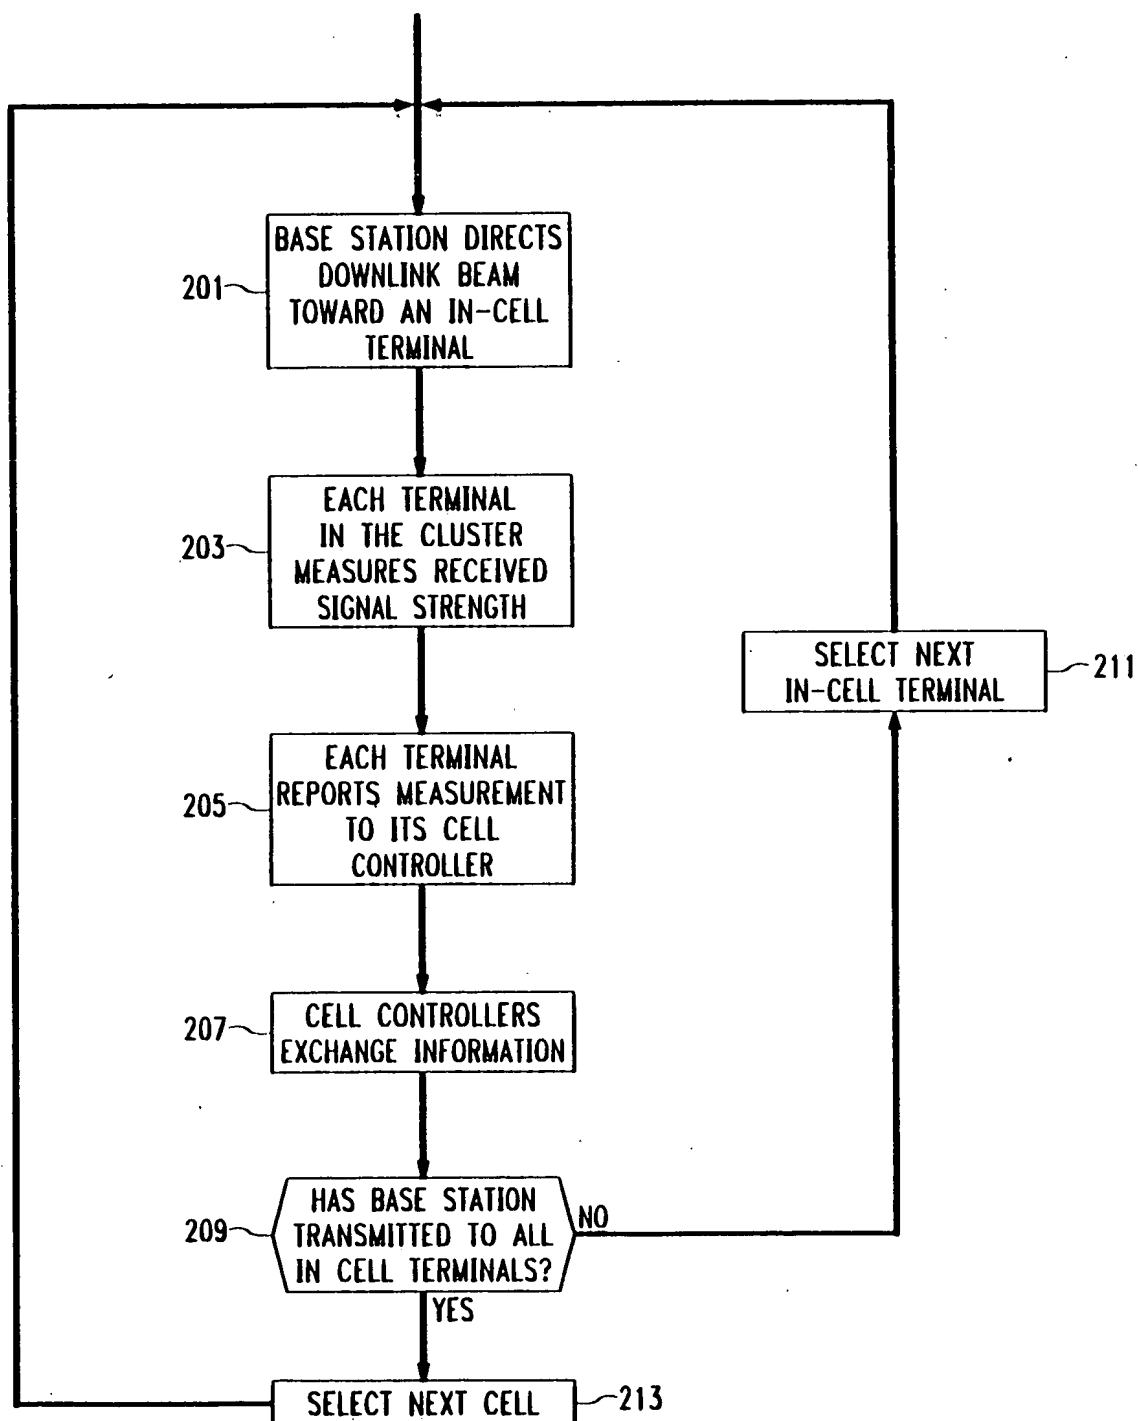 BASE STATION DIRECTS
DOWNLINK BEAM
TOWARD AN IN-CELL
TERMINAL
201
EACH TERMINAL
IN THE CLUSTER
MEASURES RECEIVED
SIGNAL STRENGTH
203
SELECT NEXT
IN-CELL TERMINAL
211
EACH TERMINAL
REPORTS MEASUREMENT
TO ITS CELL
CONTROLLER
205
CELL CONTROLLERS
EXCHANGE INFORMATION
207
HAS BASE STATION
TRANSMITTED TO ALL
IN CELL TERMINALS?
209
NO
YES
SELECT NEXT CELL
213